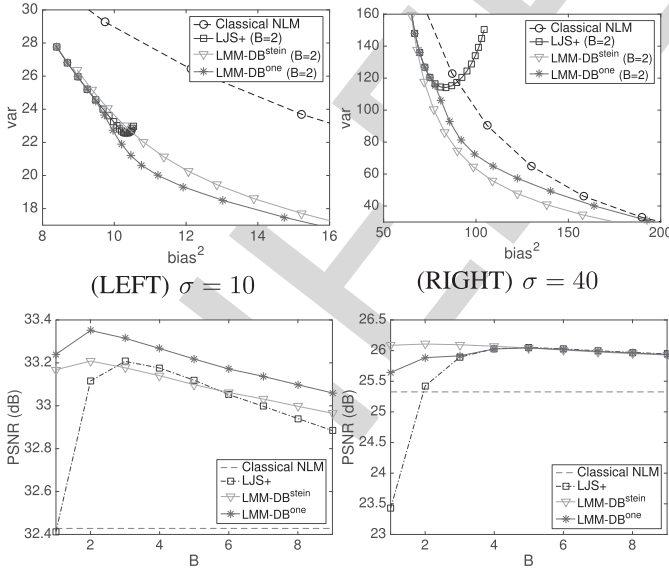 30
28
26
24
22
20
18
var
8 10 12 14 16
bias²
Classical NLM
LJS+ (B=2)
LMM-DB^stein (B=2)
LMM-DB^one (B=2)
160
140
120
100
80
60
40
var
50 100 150 200
bias²
Classical NLM
LJS+ (B=2)
LMM-DB^stein (B=2)
LMM-DB^one (B=2)
(LEFT) σ = 10
(RIGHT) σ = 40
33.4
33.2
33
32.8
32.6
32.4
PSNR (dB)
2 4 6 8
B
Classical NLM
LJS+
LMM-DB^stein
LMM-DB^one
26.5
26
25.5
25
24.5
24
23.5
23
PSNR (dB)
2 4 6 8
B
Classical NLM
LJS+
LMM-DB^stein
LMM-DB^one